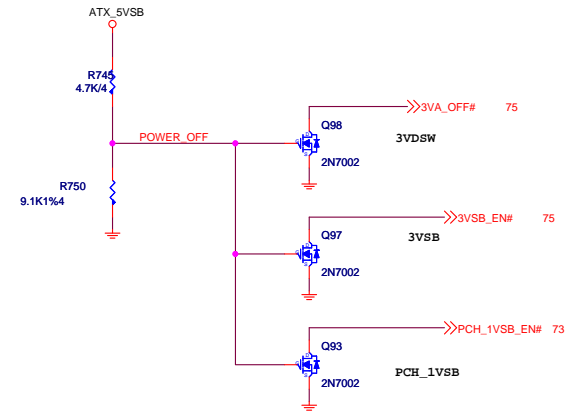 ATX_5VSB
R745
4.7K/4
POWER_OFF
R750
9.1K1%4
Q98
2N7002
3VA_OFF# 75
3VDSW
Q97
2N7002
3VSB_EN# 75
3VSB
Q93
2N7002
PCH_1VSB_EN# 73
PCH_1VSB